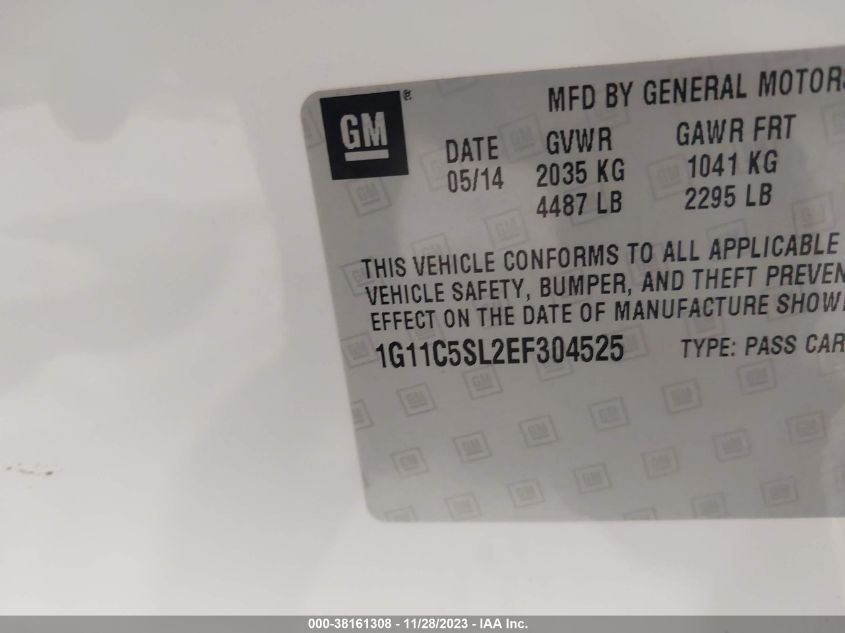 GM ®
MFD BY GENERAL MOTORS
DATE GVWR GAWR FRT
05/14 2035 KG 1041 KG
4487 LB 2295 LB
THIS VEHICLE CONFORMS TO ALL APPLICABLE
VEHICLE SAFETY, BUMPER, AND THEFT PREVEN
EFFECT ON THE DATE OF MANUFACTURE SHOW
1G11C5SL2EF304525 TYPE: PASS CAR
000-38161308 - 11/28/2023 - IAA Inc.